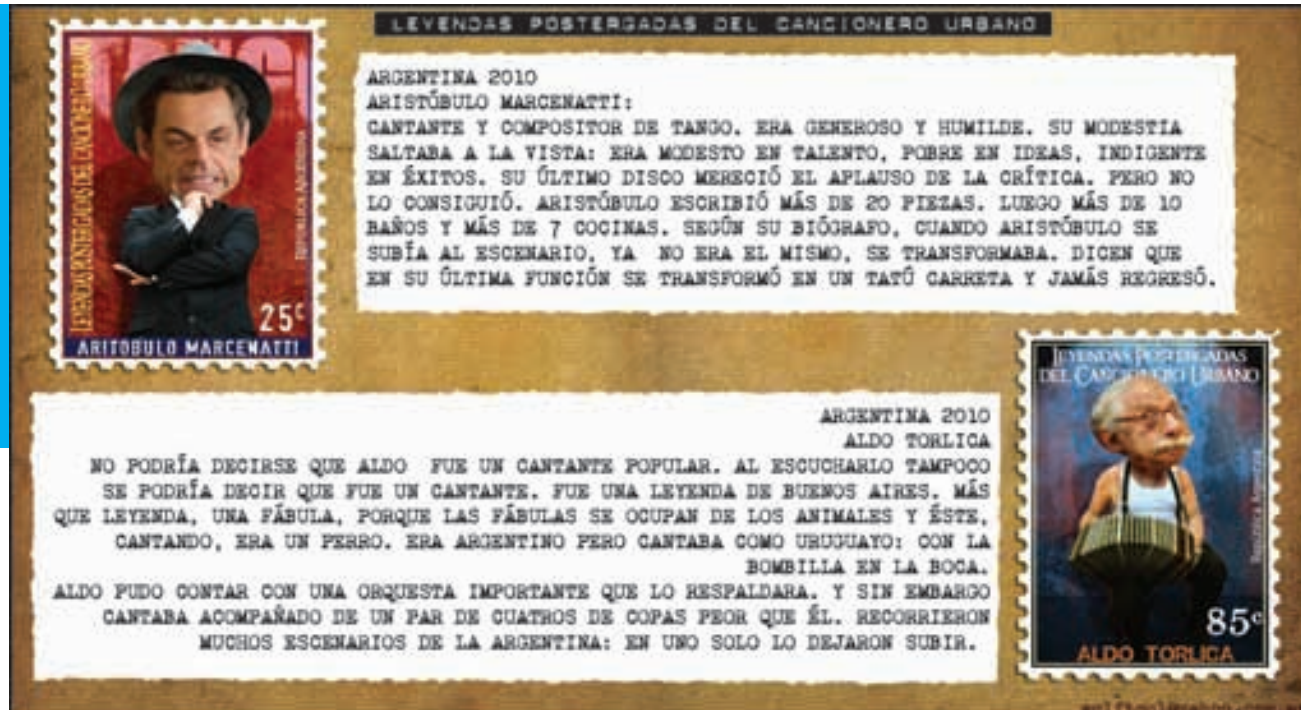 LEYENDAS POSTERGADAS DEL CANCIONERO URBANO
LEYENDAS POSTERGADAS DEL CANCIONERO URBANO
TANGO
REPÚBLICA ARGENTINA
25c
ARITOBULO MARCENATTI
ARGENTINA 2010
ARISTÓBULO MARCENATTI:
CANTANTE Y COMPOSITOR DE TANGO. ERA GENEROSO Y HUMILDE. SU MODESTIA
SALTABA A LA VISTA: ERA MODESTO EN TALENTO, POBRE EN IDEAS, INDIGENTE
EN ÉXITOS. SU ÚLTIMO DISCO MERECIÓ EL APLAUSO DE LA CRÍTICA. PERO NO
LO CONSIGUIÓ. ARISTÓBULO ESCRIBIÓ MÁS DE 20 PIEZAS. LUEGO MÁS DE 10
BAÑOS Y MÁS DE 7 COCINAS. SEGÚN SU BIÓGRAFO, CUANDO ARISTÓBULO SE
SUBÍA AL ESCENARIO, YA NO ERA EL MISMO, SE TRANSFORMABA. DICEN QUE
EN SU ÚLTIMA FUNCIÓN SE TRANSFORMÓ EN UN TATÚ CARRETA Y JAMÁS REGRESÓ.
ARGENTINA 2010
ALDO TORLICA
NO PODRÍA DECIRSE QUE ALDO FUE UN CANTANTE POPULAR. AL ESCUCHARLO TAMPOCO
SE PODRÍA DECIR QUE FUE UN CANTANTE. FUE UNA LEYENDA DE BUENOS AIRES. MÁS
QUE LEYENDA, UNA FÁBULA, PORQUE LAS FÁBULAS SE OCUPAN DE LOS ANIMALES Y ÉSTE,
CANTANDO, ERA UN PERRO. ERA ARGENTINO PERO CANTABA COMO URUGUAYO: CON LA
BOMBILLA EN LA BOCA.
ALDO PUDO CONTAR CON UNA ORQUESTA IMPORTANTE QUE LO RESPALDARA. Y SIN EMBARGO
CANTABA ACOMPAÑADO DE UN PAR DE CUATROS DE COPAS PEOR QUE ÉL. RECORRIERON
MUCHOS ESCENARIOS DE LA ARGENTINA: EN UNO SOLO LO DEJARON SUBIR.
LEYENDAS POSTERGADAS
DEL CANCIONERO URBANO
República Argentina
85c
ALDO TORLICA